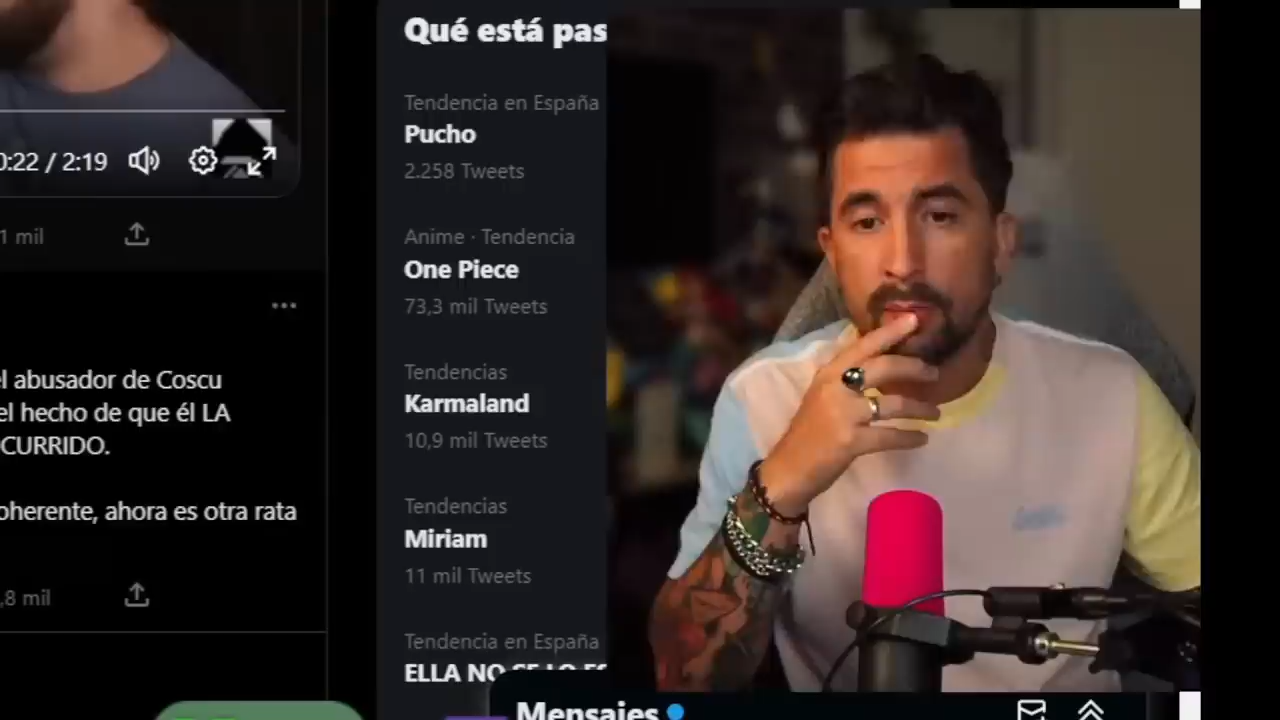 0:22 / 2:19
1 mil
el abusador de Coscu
el hecho de que él LA
CURRIDO.
oherente, ahora es otra rata
,8 mil
Qué está pas
Tendencia en España
Pucho
2.258 Tweets
Anime · Tendencia
One Piece
73,3 mil Tweets
Tendencias
Karmaland
10,9 mil Tweets
Tendencias
Miriam
11 mil Tweets
Tendencia en España
ELLA NO SE LO ES
Mensajes